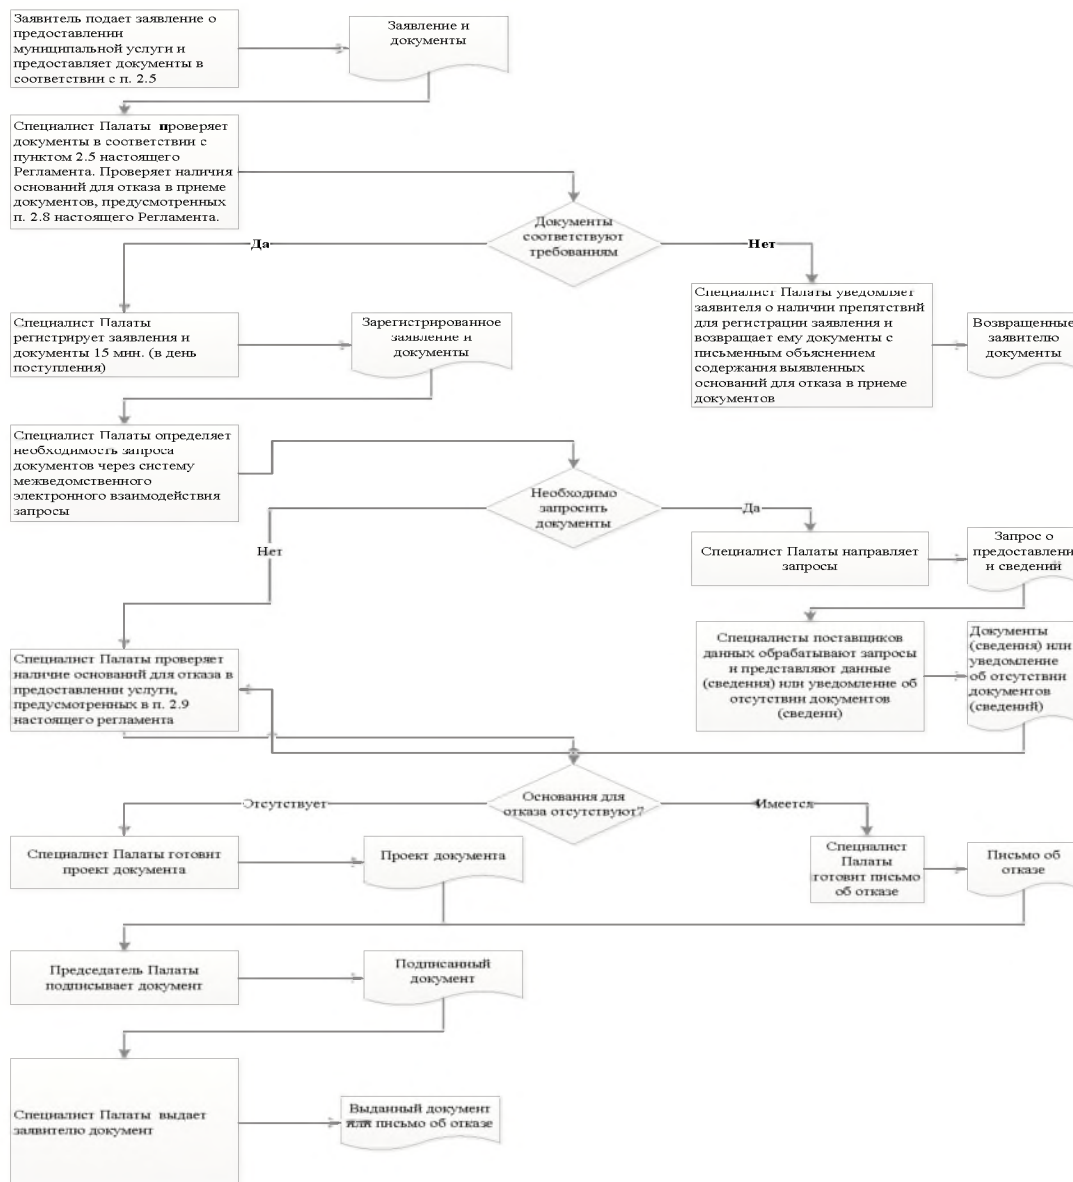 Заявитель подает заявление о
предоставлении
муниципальной услуги и
предоставляет документы в
соответствии с п. 2.5
Заявление и
документы
Специалист Палаты проверяет
документы в соответствии с
пунктом 2.5 настоящего
Регламента. Проверяет наличия
оснований для отказа в приеме
документов, предусмотренных
п. 2.8 настоящего Регламента.
Документы
соответствуют
требованиям
Да
Нет
Специалист Палаты
регистрирует заявления и
документы 15 мин. (в день
поступления)
Зарегистрированное
заявление и
документы
Специалист Палаты уведомляет
заявителя о наличии препятствий
для регистрации заявления и
возвращает ему документы с
письменным объяснением
содержания выявленных
оснований для отказа в приеме
документов
Возвращенные
заявителю
документы
Специалист Палаты определяет
необходимость запроса
документов через систему
межведомственного
электронного взаимодействия
запросы
Необходимо
запросить
документы
Нет
Да
Специалист Палаты направляет
запросы
Запрос о
предоставлени
и сведений
Специалисты поставщиков
данных обрабатывают запросы
и представляют данные
(сведения) или уведомление об
отсутствии документов
(сведени)
Документы
(сведения) или
уведомление
об отсутствии
документов
(сведений)
Специалист Палаты проверяет
наличие оснований для отказа в
предоставлении услуги,
предусмотренных в п. 2.9
настоящего регламента
Основания для
отказа отсутствуют?
Отсутствует
Имеется
Специалист Палаты готовит
проект документа
Проект документа
Специалист
Палаты
готовит письмо
об отказе
Письмо об
отказе
Председатель Палаты
подписывает документ
Подписанный
документ
Специалист Палаты выдает
заявителю документ
Выданный документ
или письмо об отказе